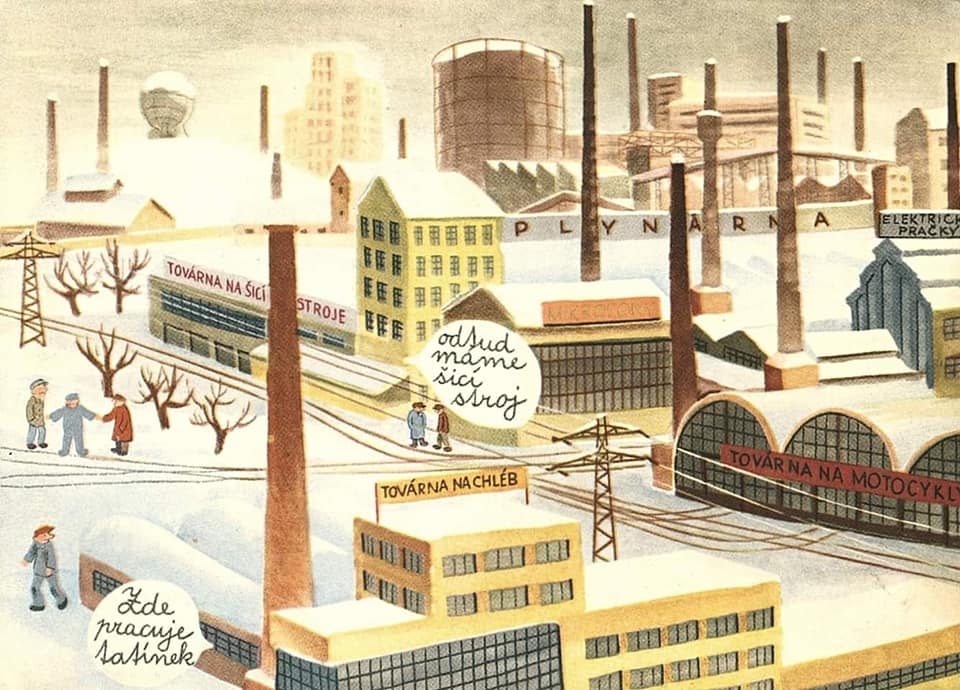 PLYNÁRNA
ELEKTRICK
PRAČKY
TOVÁRNA NA ŠICÍ STROJE
MIKROFONY
odtud
máme
šicí
stroj
TOVÁRNA NA CHLÉB
TOVÁRNA NA MOTOCYKLY
Zde
pracuje
tatínek